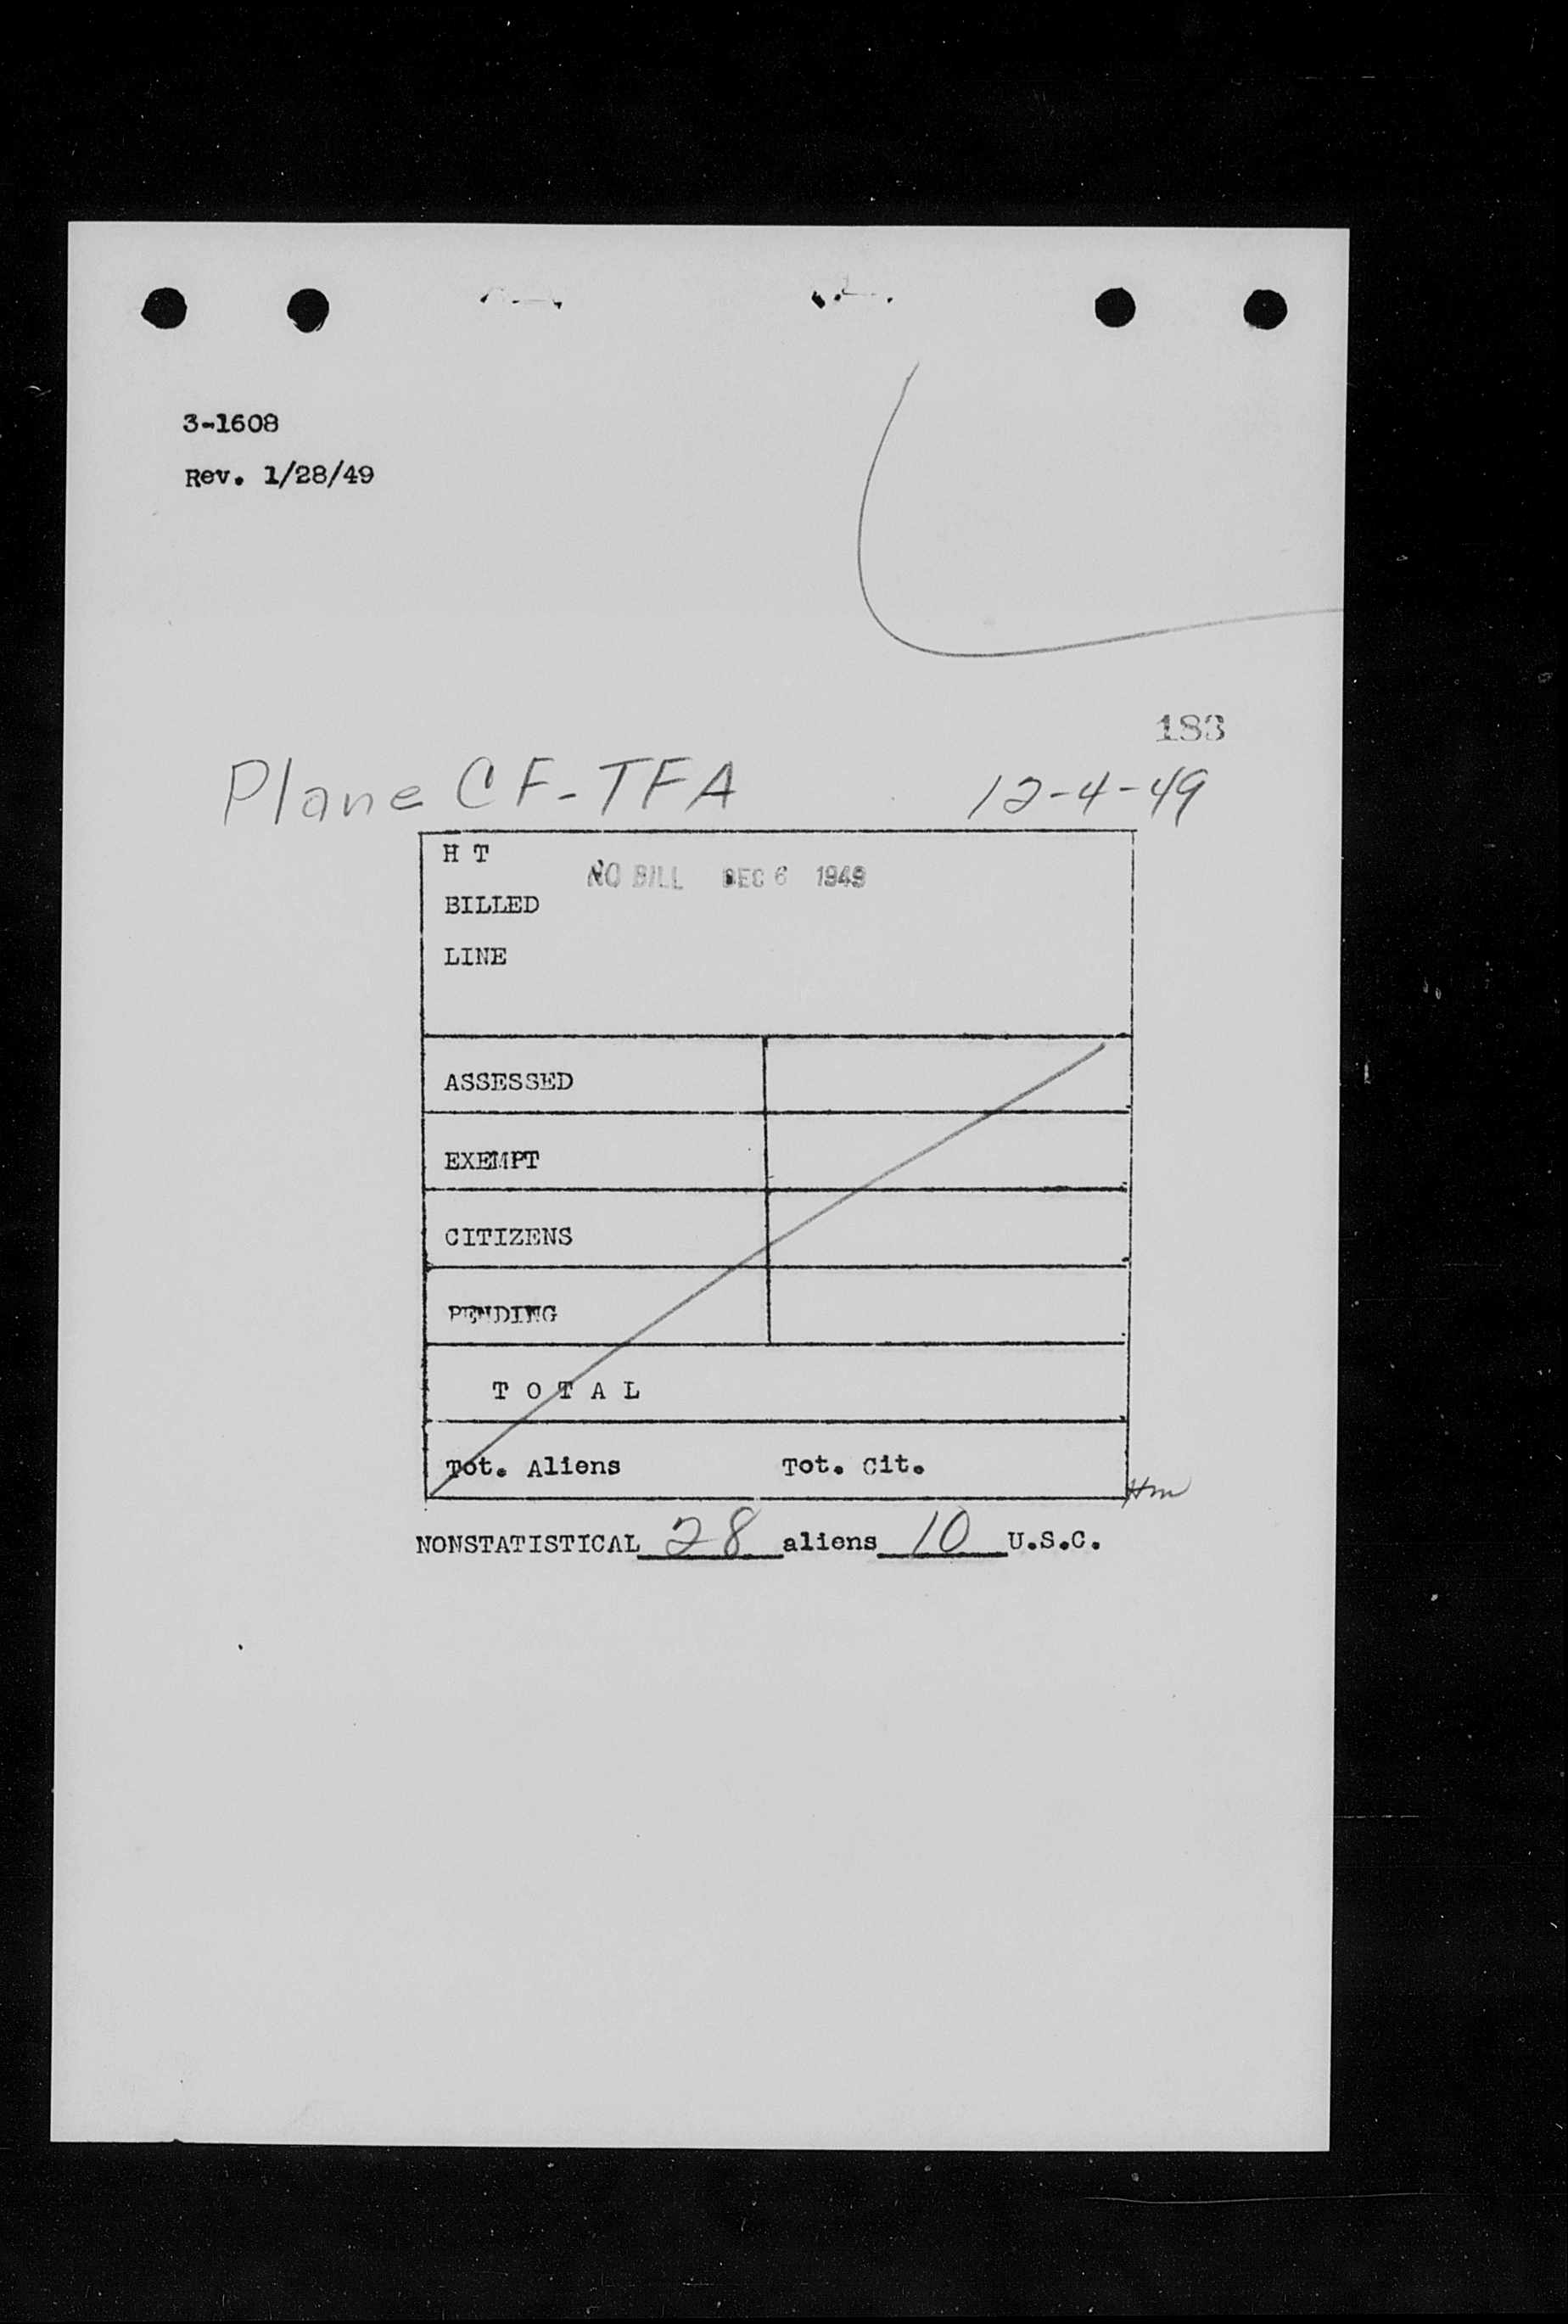 3-1608
Rev. 1/28/49
183
Plane CF-TFA 12-4-49
H T
NO BILL DEC 6 1949
BILLED
LINE
ASSESSED
EXEMPT
CITIZENS
PENDING
T O T A L
Tot. Aliens Tot. Cit.
Hm
NONSTATISTICAL 28 aliens 10 U.S.C.